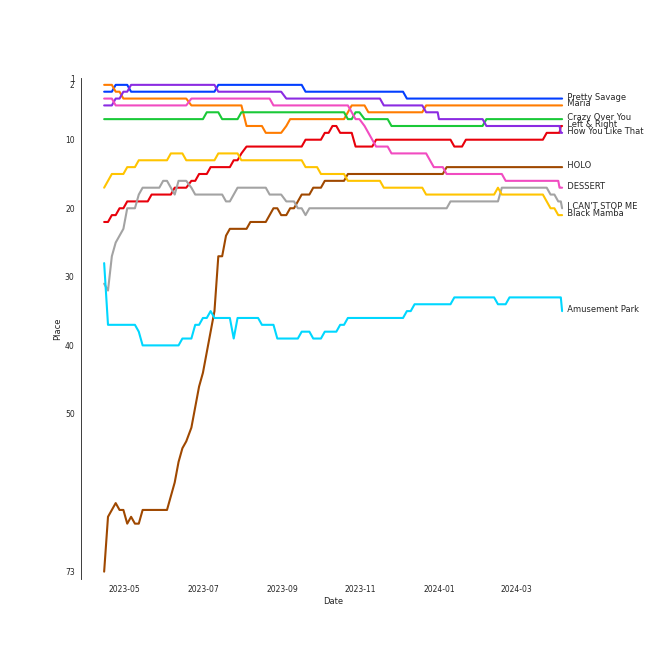 1
2
Pretty Savage
Maria
Crazy Over You
Left & Right
How You Like That
10
HOLO
DESSERT
20
I CAN'T STOP ME
Black Mamba
30
Amusement Park
Place
40
50
73
2023-05
2023-07
2023-09
2023-11
2024-01
2024-03
Date